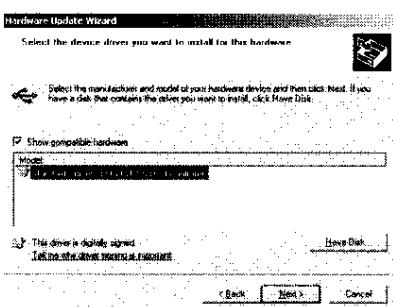 Hardware Update Wizard
Select the device driver you want to install for this hardware
Select the manufacturer and model of your hardware device and then click Next. If you
have a disk that contains the driver you want to install, click Have Disk.
Show compatible hardware
Model
This driver is digitally signed.
Tell me why driver signing is important
Have Disk...
< Back
Next >
Cancel